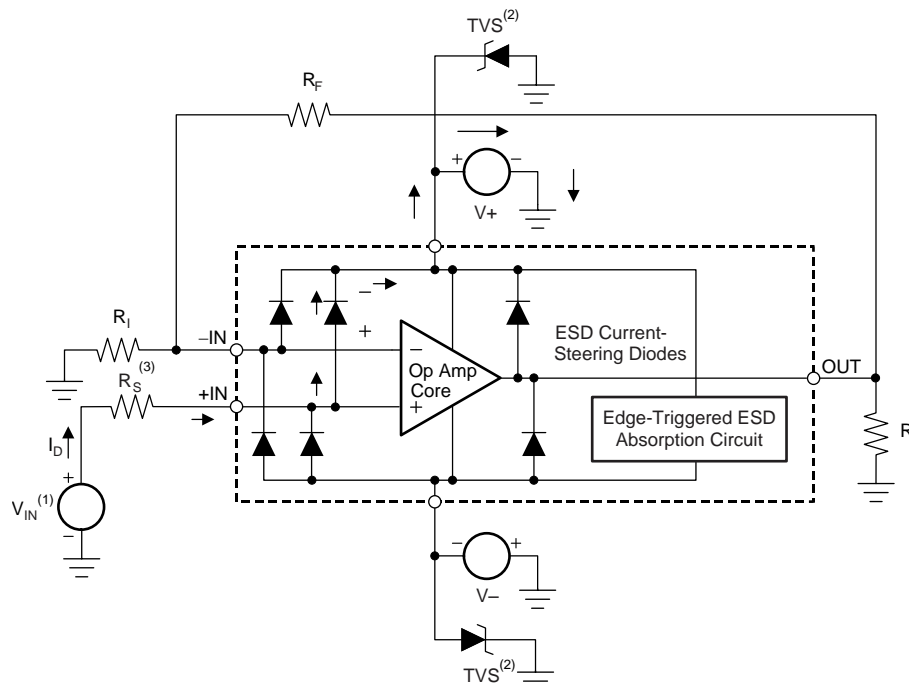 TVS(2)
RF
+ −
V+
RI
−IN
−
+
ESD Current-
Steering Diodes
OUT
RS(3)
+IN
−
Op Amp
Core
+
Edge-Triggered ESD
Absorption Circuit
R
ID
+
VIN(1)
−
− +
V−
TVS(2)